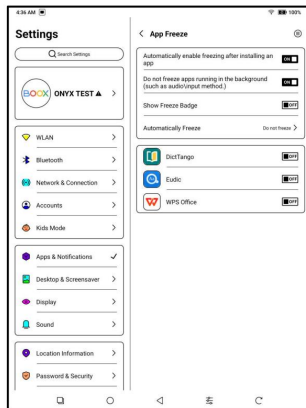 4:36 AM
100%
Settings
Search Settings
BOOX
ONYX TEST
WLAN
Bluetooth
Network & Connection
Accounts
Kids Mode
Apps & Notifications
Desktop & Screensaver
Display
Sound
Location Information
Password & Security
App Freeze
Automatically enable freezing after installing an
app
ON
Do not freeze apps running in the background
(such as audio/input method.)
ON
Show Freeze Badge
OFF
Automatically Freeze
Do not freeze
DictTango
OFF
Eudic
OFF
WPS Office
OFF